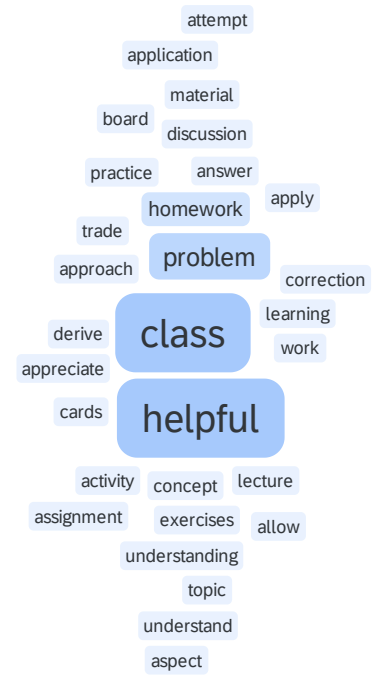 attempt
application
material
board
discussion
practice
answer
apply
homework
trade
problem
approach
correction
learning
derive
class
work
appreciate
cards
helpful
activity
concept
lecture
assignment
exercises
allow
understanding
topic
understand
aspect